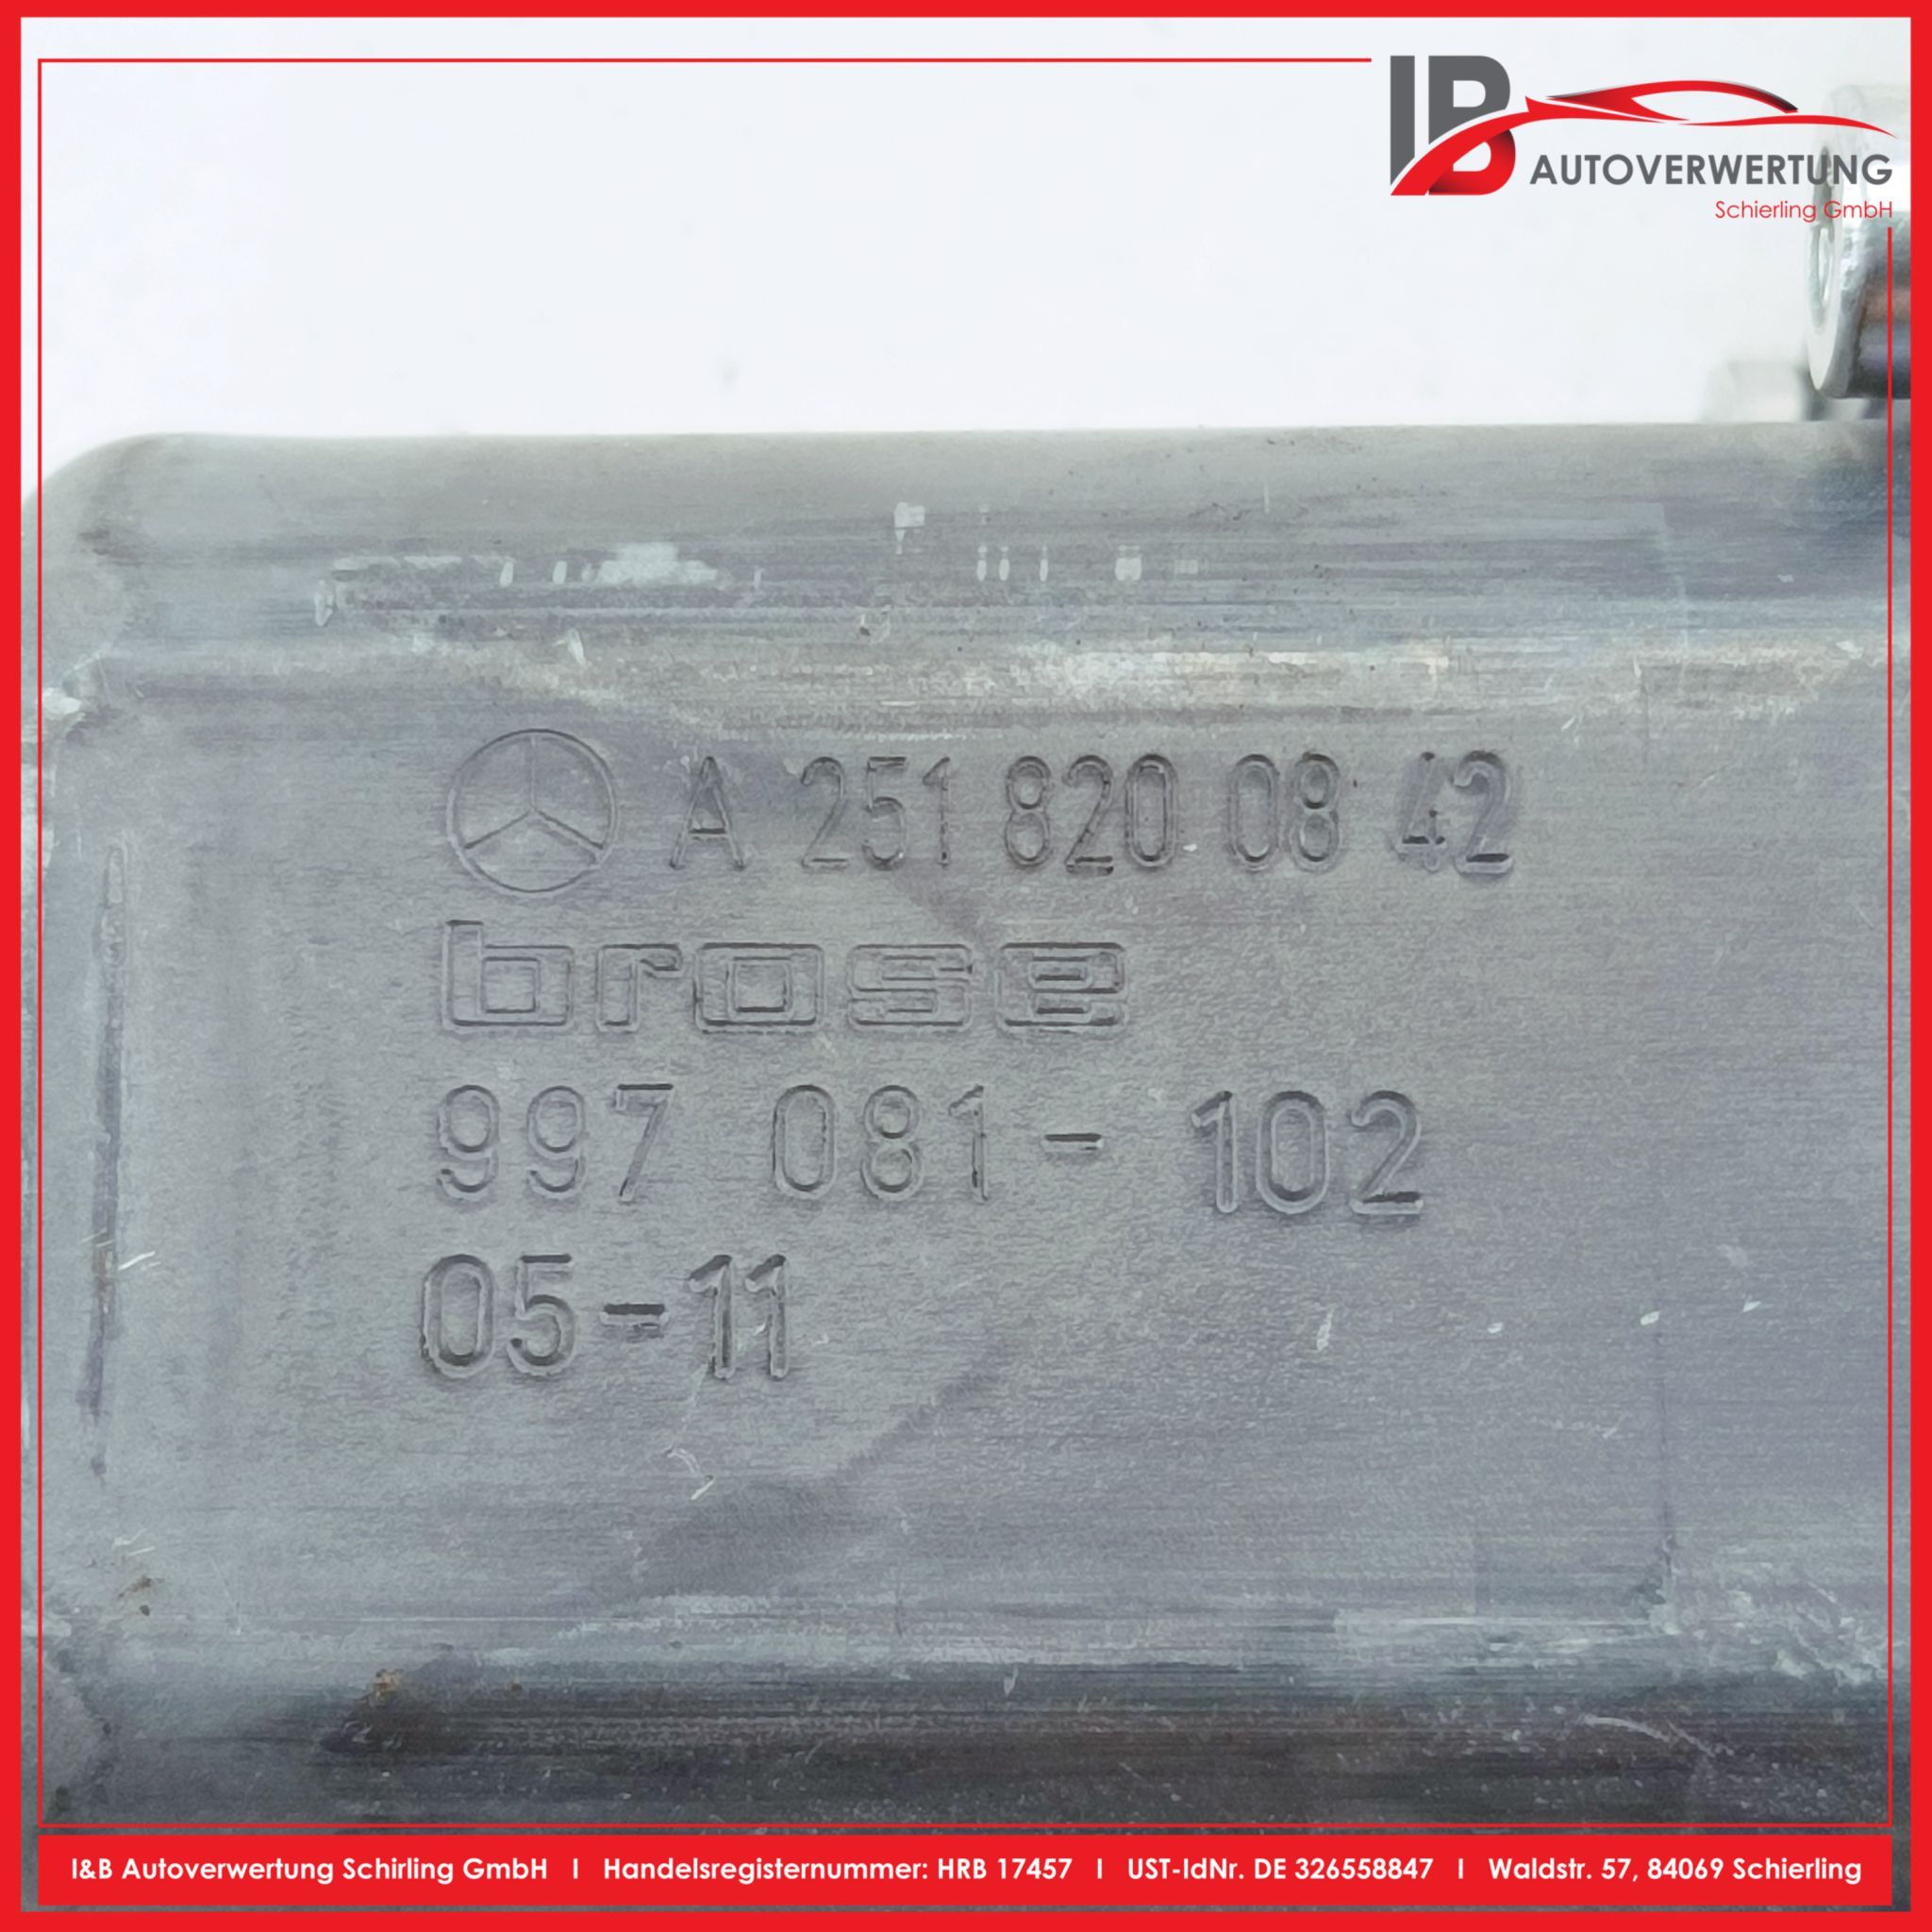 IB
AUTOVERWERTUNG
Schierling GmbH
A 251 820 08 42
brose
997 081 - 102
05-11
I&B Autoverwertung Schirling GmbH I Handelsregisternummer: HRB 17457 I UST-IdNr. DE 326558847 I Waldstr. 57, 84069 Schierling